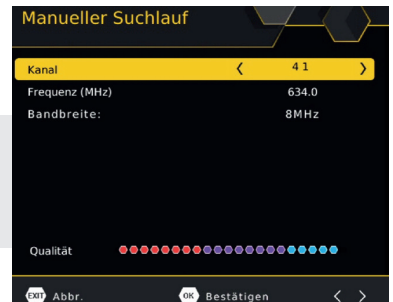 Manueller Suchlauf
Kanal < 41 >
Frequenz (MHz) 634.0
Bandbreite: 8MHz
Qualität
EXIT Abbr. OK Bestätigen < >